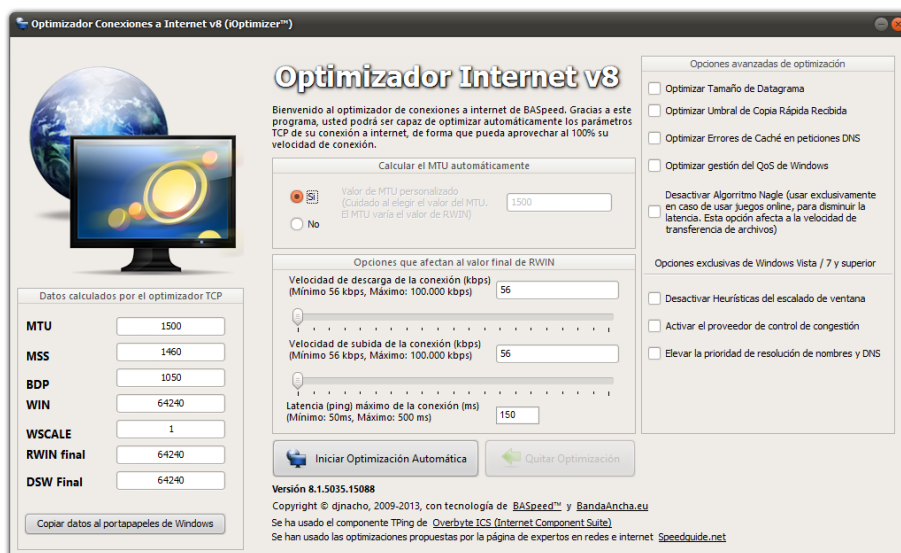 Optimizador Conexiones a Internet v8 (iOptimizer™)
Optimizador Internet v8
Bienvenido al optimizador de conexiones a internet de BASpeed. Gracias a este
programa, usted podrá ser capaz de optimizar automáticamente los parámetros
TCP de su conexión a internet, de forma que pueda aprovechar al 100% su
velocidad de conexión.
Calcular el MTU automáticamente
Si
Valor de MTU personalizado
(Cuidado al elegir el valor del MTU.
El MTU varía el valor de RWIN)
1500
No
Opciones que afectan al valor final de RWIN
Velocidad de descarga de la conexión (kbps)
(Mínimo 56 kbps, Máximo: 100.000 kbps)
56
Velocidad de subida de la conexión (kbps)
(Mínimo 56 kbps, Máximo: 100.000 kbps)
56
Latencia (ping) máximo de la conexión (ms)
(Mínimo: 50ms, Máximo: 500 ms)
150
Iniciar Optimización Automática
Quitar Optimización
Versión 8.1.5035.15088
Copyright © djnacho, 2009-2013, con tecnología de BASpeed™ y BandaAncha.eu
Se ha usado el componente TPing de Overbyte ICS (Internet Component Suite)
Se han usado las optimizaciones propuestas por la página de expertos en redes e internet Speedguide.net
Datos calculados por el optimizador TCP
MTU 1500
MSS 1460
BDP 1050
WIN 64240
WSCALE 1
RWIN final 64240
DSW Final 64240
Copiar datos al portapapeles de Windows
Opciones avanzadas de optimización
Optimizar Tamaño de Datagrama
Optimizar Umbral de Copia Rápida Recibida
Optimizar Errores de Caché en peticiones DNS
Optimizar gestión del QoS de Windows
Desactivar Algorritmo Nagle (usar exclusivamente
en caso de usar juegos online, para disminur la
latencia. Esta opción afecta a la velocidad de
transferencia de archivos)
Opciones exclusivas de Windows Vista / 7 y superior
Desactivar Heurísticas del escalado de ventana
Activar el proveedor de control de congestión
Elevar la prioridad de resolución de nombres y DNS